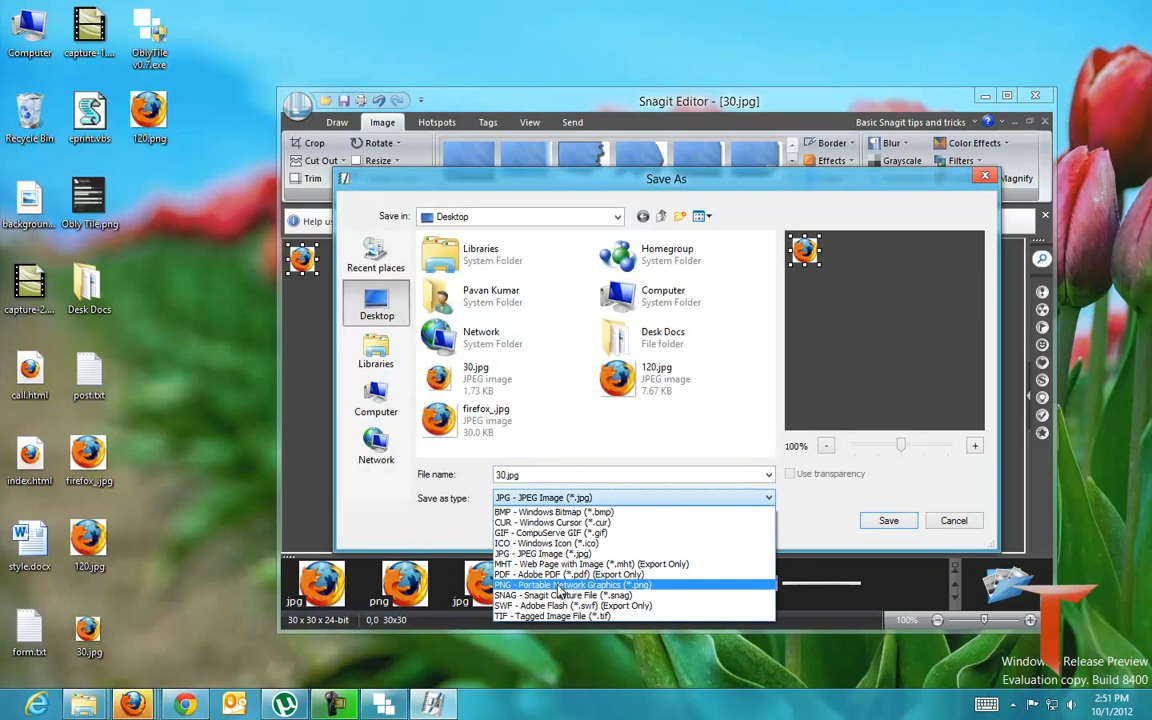 Computer
capture-1....
OblyTile
v0.7.exe
Recycle Bin
cprint.vbs
120.png
backgroun...
Obly Tile.png
capture-2....
Desk Docs
call.html
post.txt
index.html
firefox_.jpg
style.docx
120.jpg
form.txt
30.jpg
Snagit Editor - [30.jpg]
Draw
Image
Hotspots
Tags
View
Send
Basic Snagit tips and tricks
Crop
Rotate
Border
Blur
Color Effects
Cut Out
Resize
Effects
Grayscale
Filters
Trim
Magnify
Help us
Save As
Save in:
Desktop
Recent places
Desktop
Libraries
Computer
Network
Libraries
System Folder
Homegroup
System Folder
Pavan Kumar
System Folder
Computer
System Folder
Network
System Folder
Desk Docs
File folder
30.jpg
JPEG image
1.73 KB
120.jpg
JPEG image
7.67 KB
firefox_.jpg
JPEG image
30.0 KB
100%
-
+
Use transparency
File name:
30.jpg
Save as type:
JPG - JPEG Image (*.jpg)
BMP - Windows Bitmap (*.bmp)
CUR - Windows Cursor (*.cur)
GIF - CompuServe GIF (*.gif)
ICO - Windows Icon (*.ico)
JPG - JPEG Image (*.jpg)
MHT - Web Page with Image (*.mht) (Export Only)
PDF - Adobe PDF (*.pdf) (Export Only)
PNG - Portable Network Graphics (*.png)
SNAG - Snagit Capture File (*.snag)
SWF - Adobe Flash (*.swf) (Export Only)
TIF - Tagged Image File (*.tif)
Save
Cancel
jpg
png
jpg
30 x 30 x 24-bit
0,0 30x30
100%
Release Preview
Evaluation copy. Build 8400
2:51 PM
10/1/2012